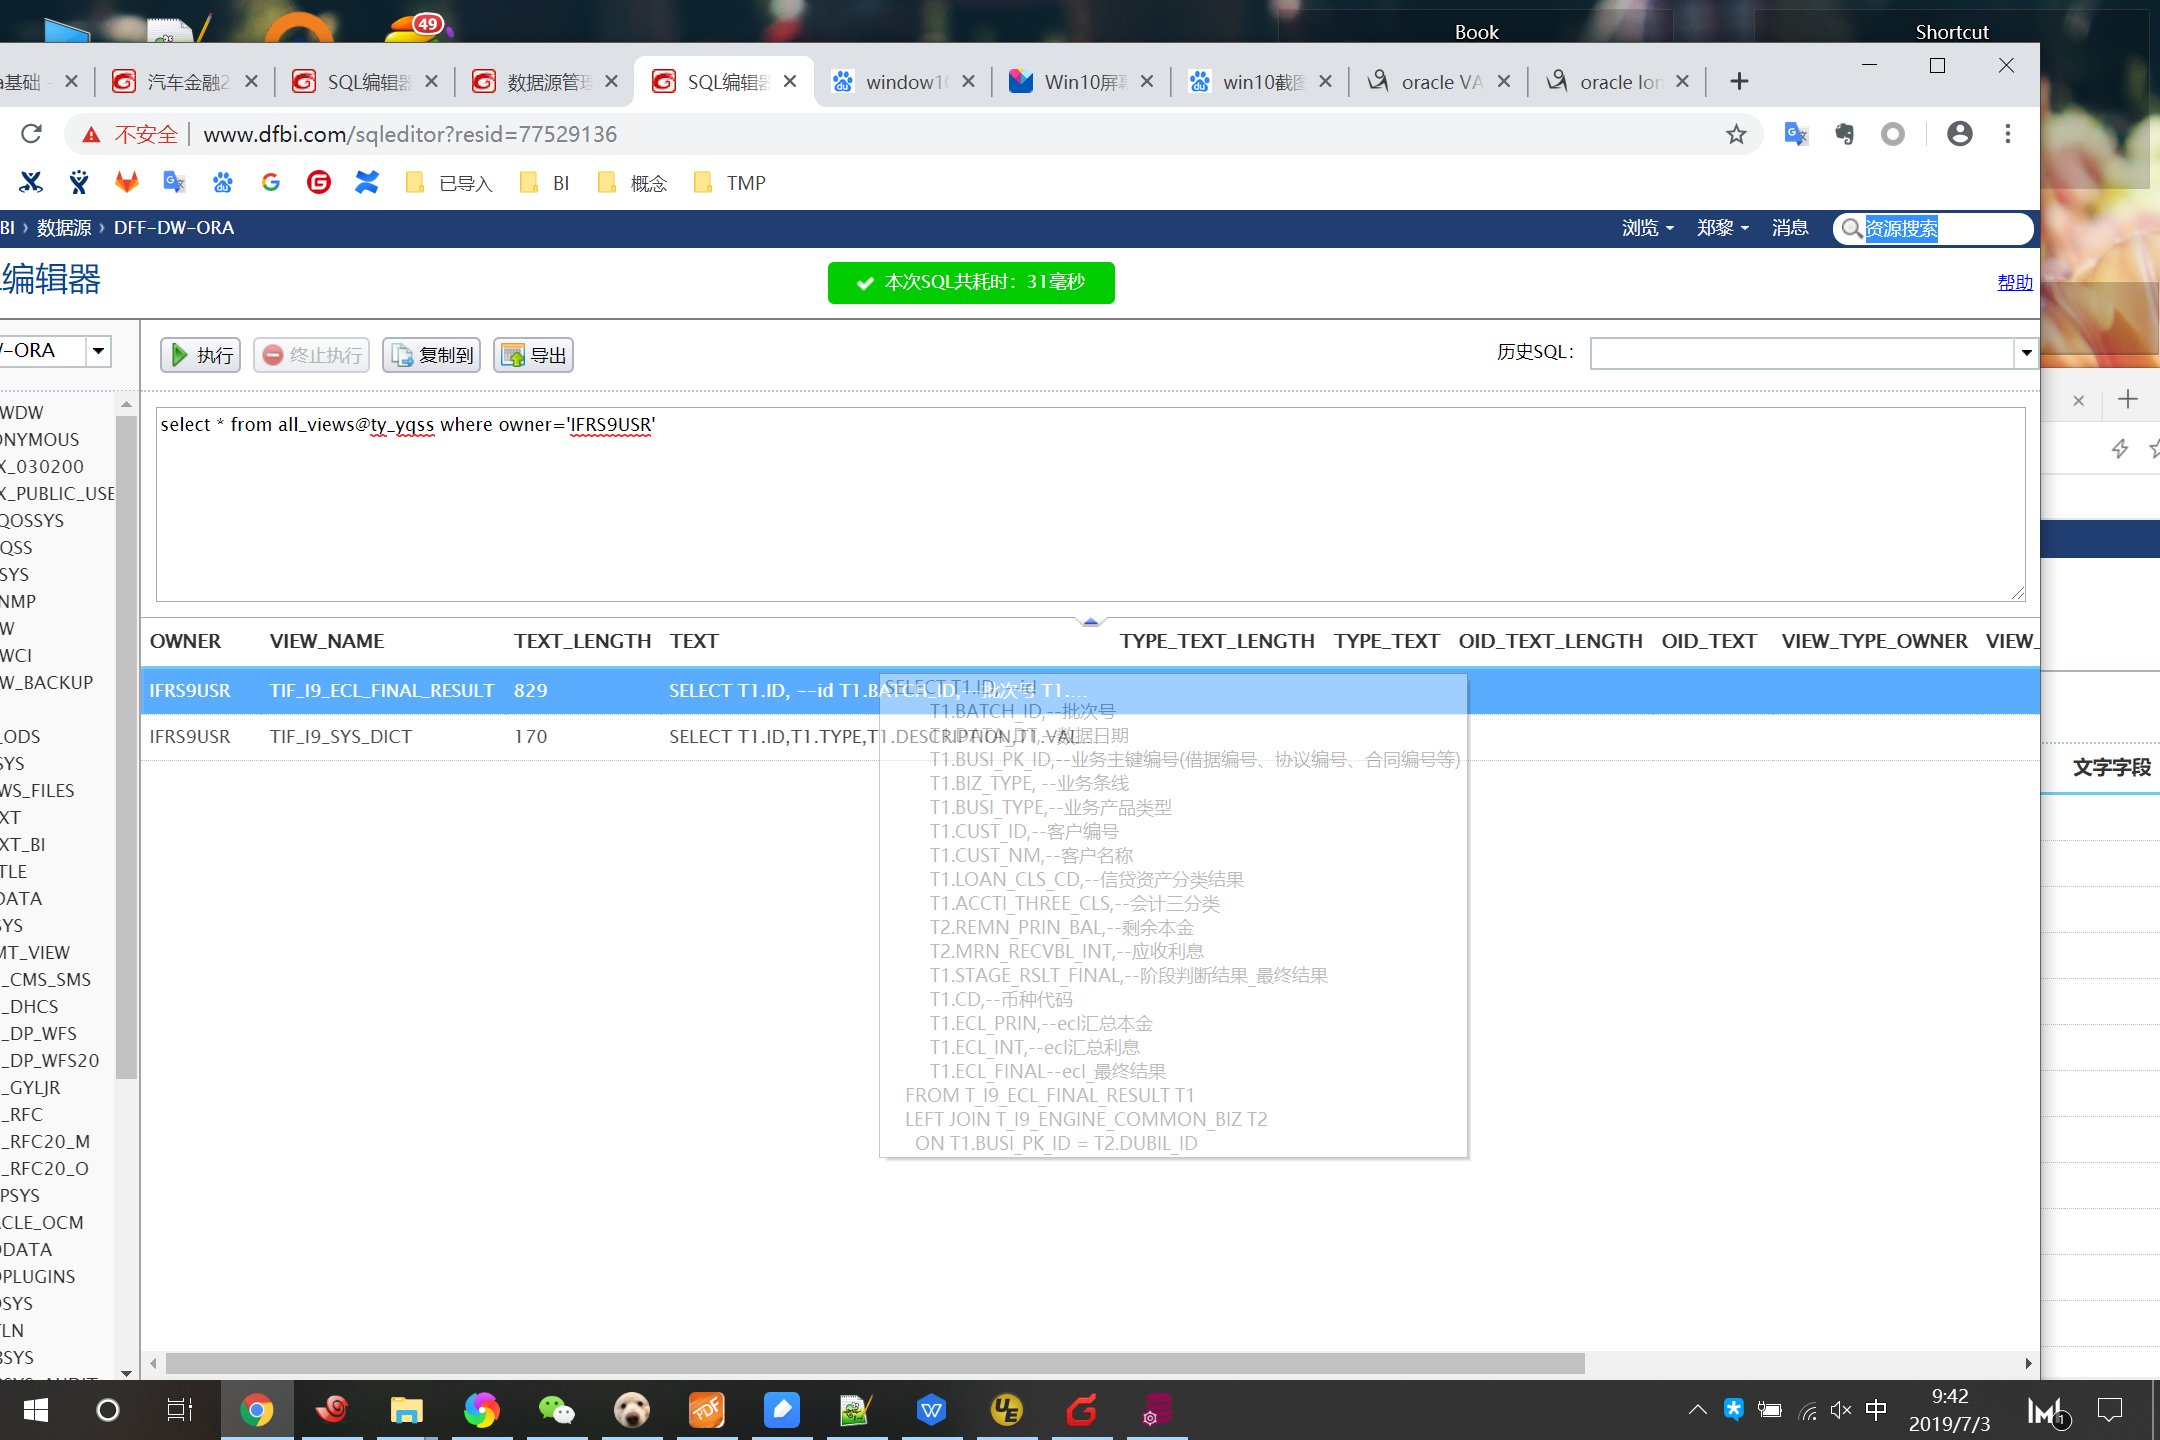 49
Book
Shortcut
a基础
汽车金融2
SQL编辑器
数据源管理
SQL编辑器
window10
Win10屏幕
win10截图
oracle VA
oracle lon
不安全
www.dfbi.com/sqleditor?resid=77529136
已导入
BI
概念
TMP
BI › 数据源 › DFF-DW-ORA
浏览
郑黎
消息
资源搜索
编辑器
本次SQL共耗时：31毫秒
帮助
-ORA
执行
终止执行
复制到
导出
历史SQL：
select * from all_views@ty_yqss where owner='IFRS9USR'
WDW
ONYMOUS
X_030200
X_PUBLIC_USE
QOSSYS
QSS
SYS
NMP
W
WCI
W_BACKUP
_ODS
SYS
WS_FILES
XT
XT_BI
TLE
DATA
SYS
MT_VIEW
_CMS_SMS
_DHCS
_DP_WFS
_DP_WFS20
_GYLJR
_RFC
_RFC20_M
_RFC20_O
PSYS
ACLE_OCM
DDATA
DPLUGINS
DSYS
TLN
BSYS
OWNER VIEW_NAME TEXT_LENGTH TEXT TYPE_TEXT_LENGTH TYPE_TEXT OID_TEXT_LENGTH OID_TEXT VIEW_TYPE_OWNER VIEW_
IFRS9USR TIF_I9_ECL_FINAL_RESULT 829 SELECT T1.ID, --id T1.BATCH_ID,--批次号 T1....
IFRS9USR TIF_I9_SYS_DICT 170 SELECT T1.ID,T1.TYPE,T1.DESCRIPTION,T1.VAL...
SELECT T1.ID, --id
T1.BATCH_ID,--批次号
T1.DATA_DT,--数据日期
T1.BUSI_PK_ID,--业务主键编号(借据编号、协议编号、合同编号等)
T1.BIZ_TYPE, --业务条线
T1.BUSI_TYPE,--业务产品类型
T1.CUST_ID,--客户编号
T1.CUST_NM,--客户名称
T1.LOAN_CLS_CD,--信贷资产分类结果
T1.ACCTI_THREE_CLS,--会计三分类
T2.REMN_PRIN_BAL,--剩余本金
T2.MRN_RECVBL_INT,--应收利息
T1.STAGE_RSLT_FINAL,--阶段判断结果_最终结果
T1.CD,--币种代码
T1.ECL_PRIN,--ecl汇总本金
T1.ECL_INT,--ecl汇总利息
T1.ECL_FINAL--ecl_最终结果
FROM T_I9_ECL_FINAL_RESULT T1
LEFT JOIN T_I9_ENGINE_COMMON_BIZ T2
ON T1.BUSI_PK_ID = T2.DUBIL_ID
文字字段
中
9:42
2019/7/3
1